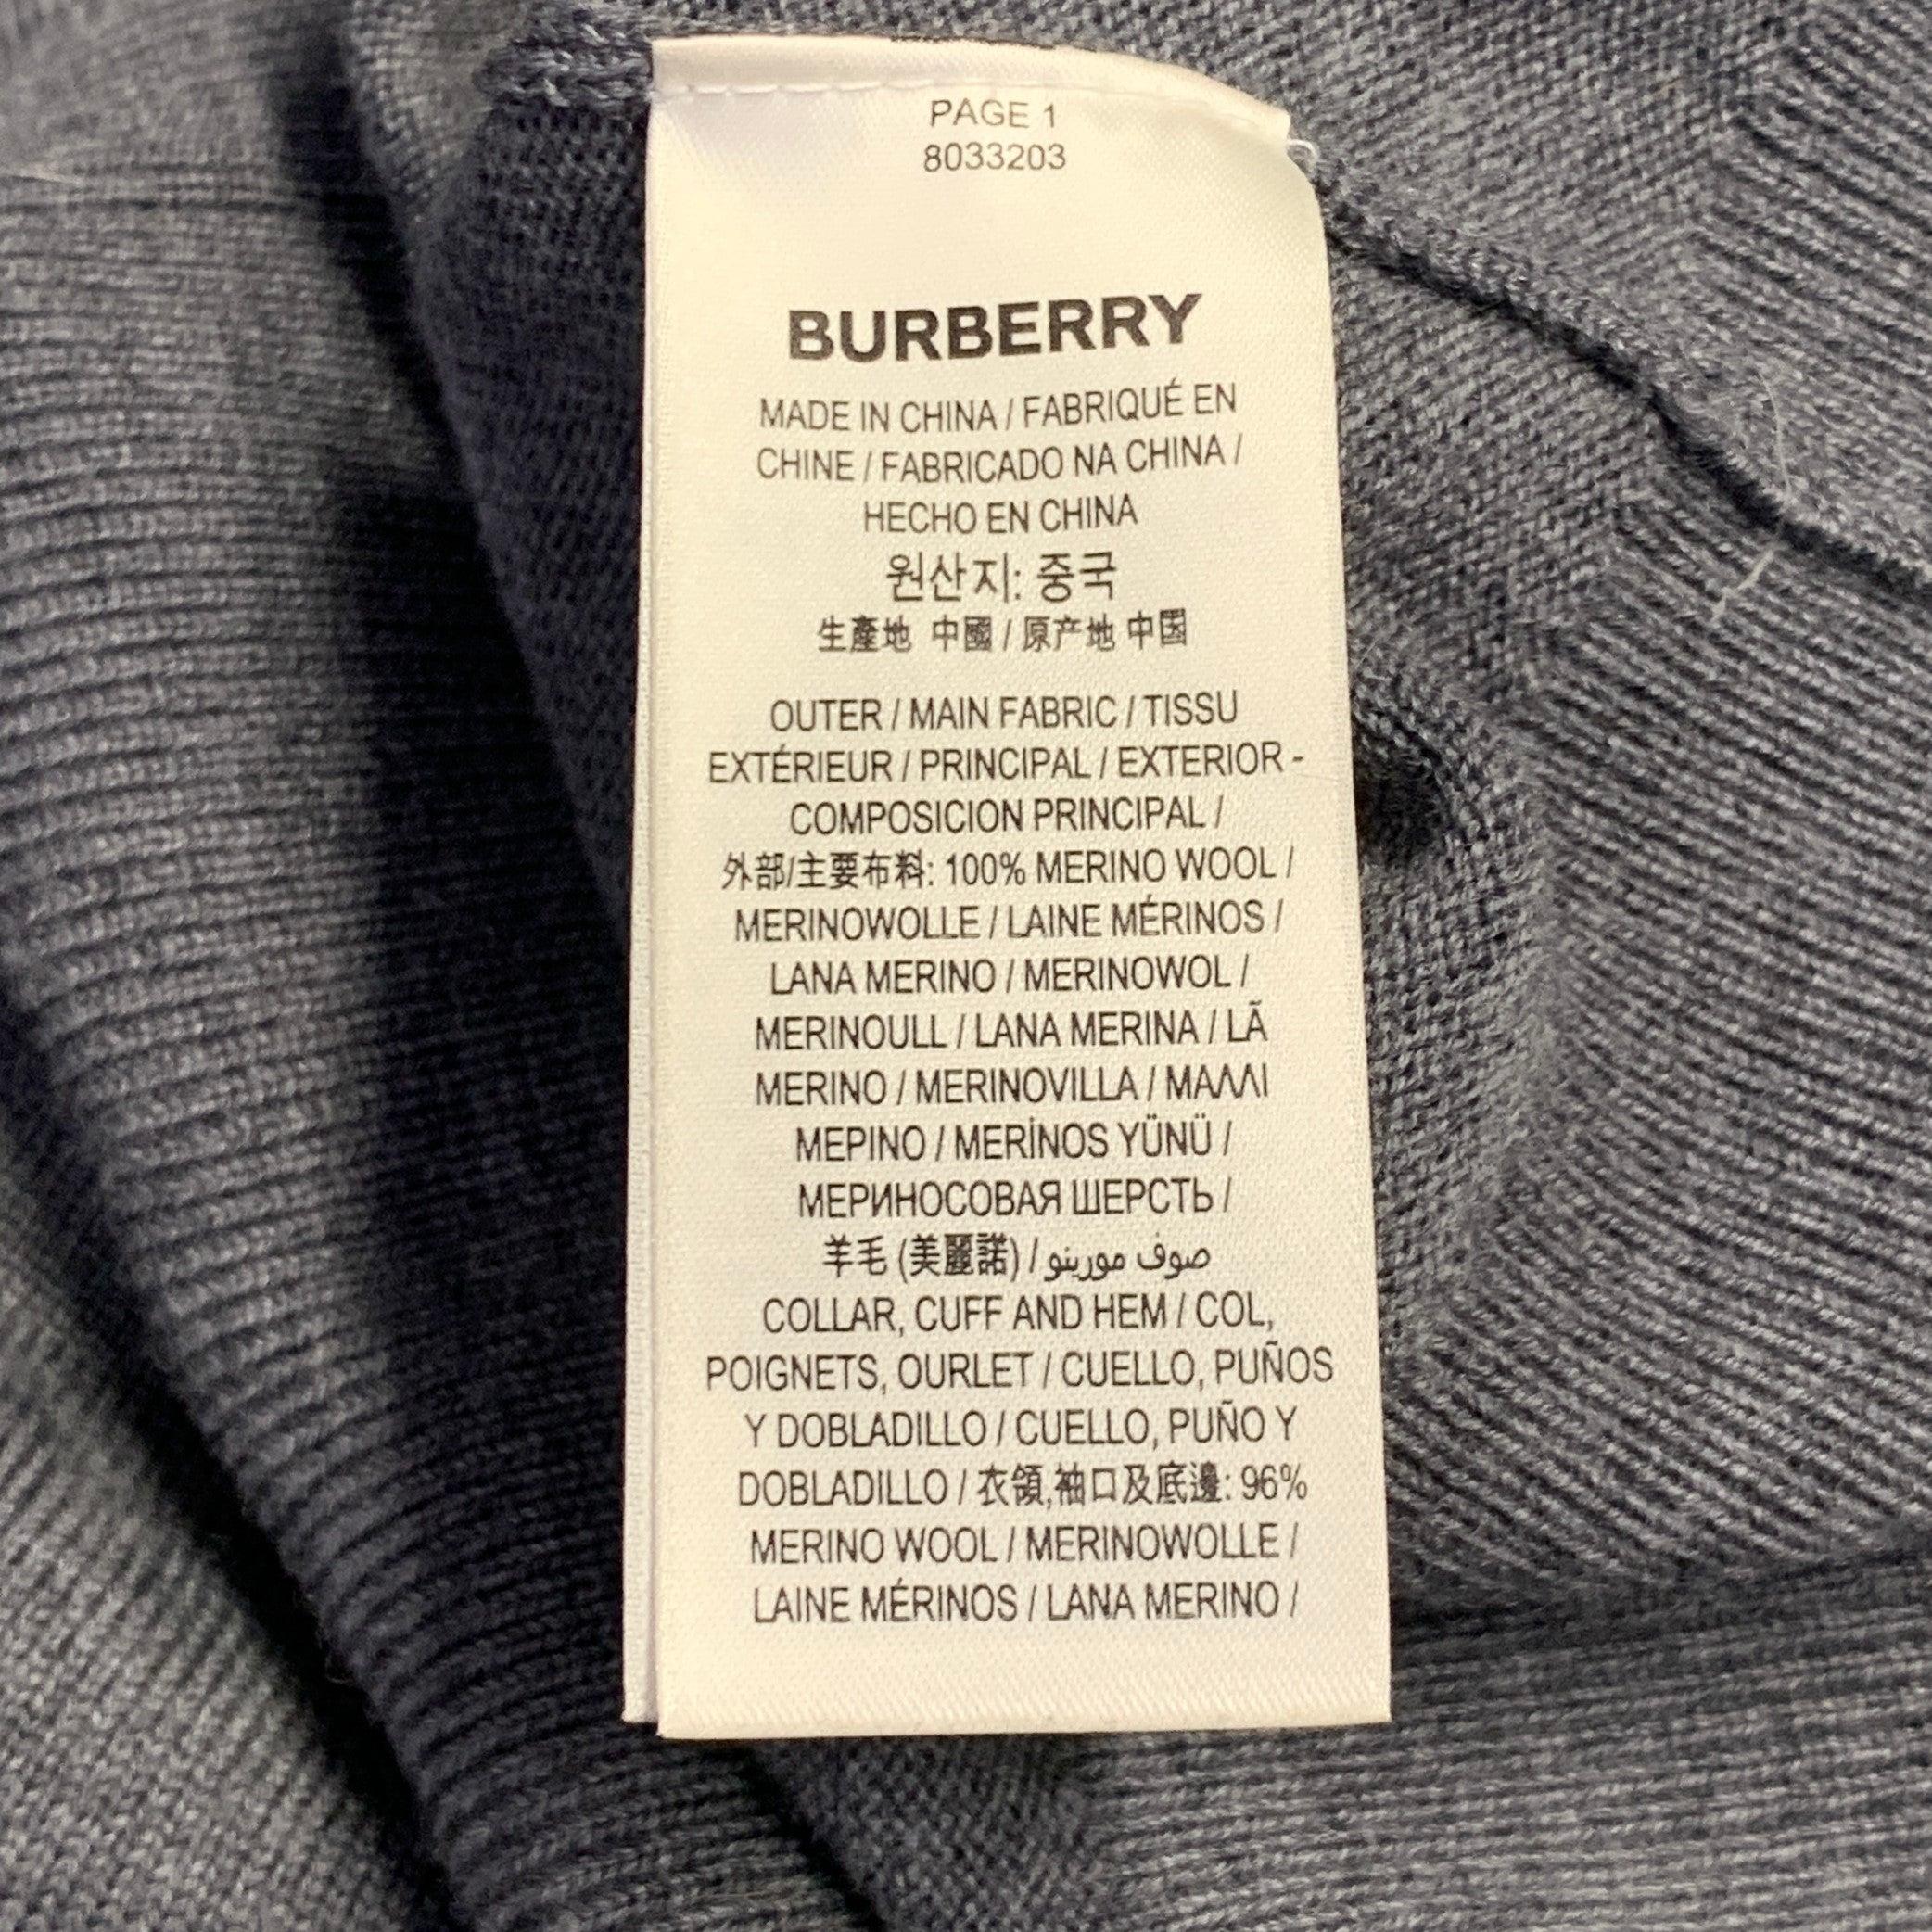 PAGE 1
8033203
BURBERRY
MADE IN CHINA / FABRIQUÉ EN
CHINE / FABRICADO NA CHINA /
HECHO EN CHINA
원산지: 중국
生產地 中國 / 原产地 中国
OUTER / MAIN FABRIC / TISSU
EXTÉRIEUR / PRINCIPAL / EXTERIOR -
COMPOSICION PRINCIPAL /
外部/主要布料: 100% MERINO WOOL /
MERINOWOLLE / LAINE MÉRINOS /
LANA MERINO / MERINOWOL /
MERINOULL / LANA MERINA / LÃ
MERINO / MERINOVILLA / ΜΑΛΛΙ
ΜΕΡΙΝΟ / MERİNOS YÜNÜ /
МЕРИНОСОВАЯ ШЕРСТЬ /
羊毛 (美麗諾) / صوف مورينو
COLLAR, CUFF AND HEM / COL,
POIGNETS, OURLET / CUELLO, PUÑOS
Y DOBLADILLO / CUELLO, PUÑO Y
DOBLADILLO / 衣領,袖口及底邊: 96%
MERINO WOOL / MERINOWOLLE /
LAINE MÉRINOS / LANA MERINO /